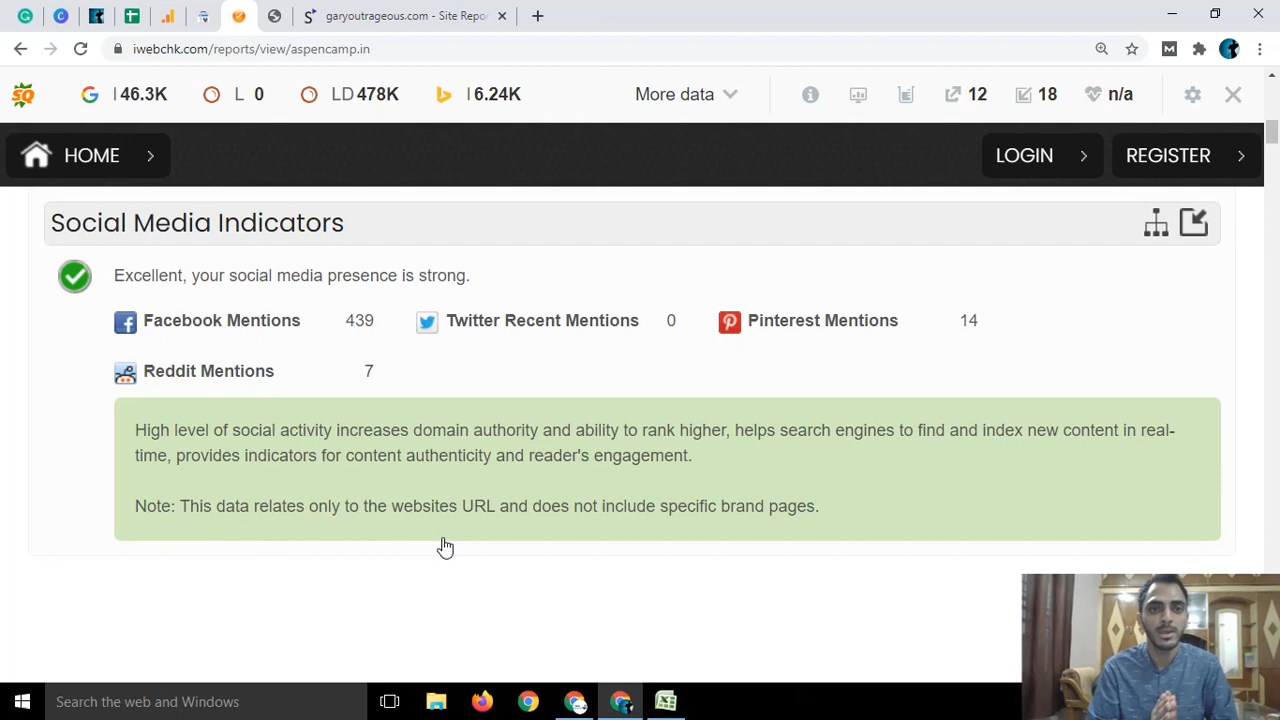 garyoutrageous.com - Site Repo
iwebchk.com/reports/view/aspencamp.in
SQ I 46.3K L 0 LD 478K I 6.24K More data 12 18 n/a
HOME LOGIN REGISTER
Social Media Indicators
Excellent, your social media presence is strong.
Facebook Mentions 439 Twitter Recent Mentions 0 Pinterest Mentions 14
Reddit Mentions 7
High level of social activity increases domain authority and ability to rank higher, helps search engines to find and index new content in real-
time, provides indicators for content authenticity and reader's engagement.
Note: This data relates only to the websites URL and does not include specific brand pages.
Search the web and Windows